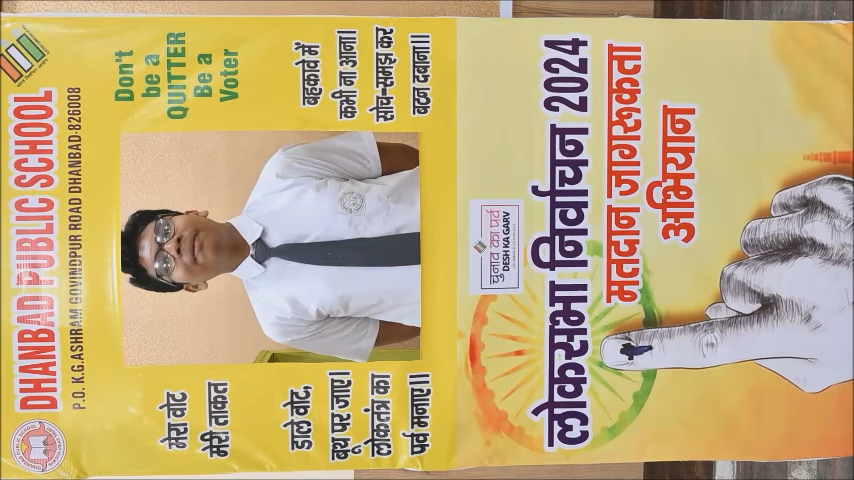 DHANBAD PUBLIC SCHOOL
P.O. K.G.ASHRAM GOVINDPUR ROAD DHANBAD-826008
मेरा वोट
मेरी ताकत
Don't
be a
QUITTER
Be a
Voter
डाले वोट,
बूथ पर जाए।
लोकतंत्र का
पर्व मनाए।।
बहकावे में
कभी ना आना।
सोच-समझ कर
बटन दबाना।।
चुनाव का पर्व
DESH KA GARV
लोकसभा निर्वाचन 2024
मतदान जागरूकता
अभियान